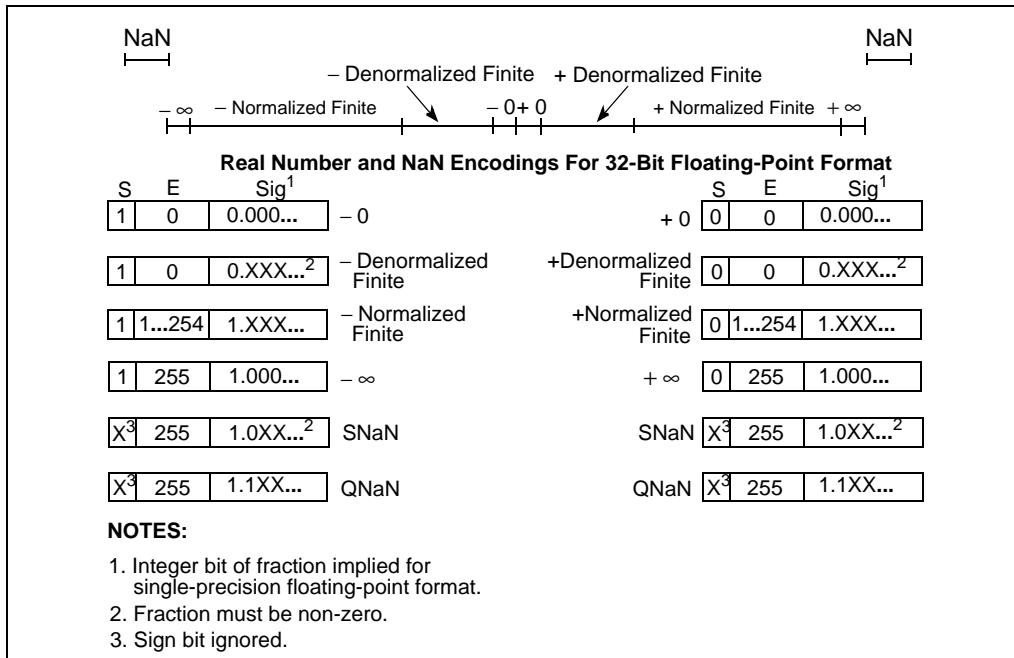 NaN NaN
− Denormalized Finite + Denormalized Finite
− ∞ − Normalized Finite − 0 + 0 + Normalized Finite + ∞
Real Number and NaN Encodings For 32-Bit Floating-Point Format
S E Sig1 S E Sig1
1 0 0.000... − 0 + 0 0 0 0.000...
1 0 0.XXX...2 − Denormalized Finite +Denormalized Finite 0 0 0.XXX...2
1 1...254 1.XXX... − Normalized Finite +Normalized Finite 0 1...254 1.XXX...
1 255 1.000... − ∞ + ∞ 0 255 1.000...
X3 255 1.0XX...2 SNaN SNaN X3 255 1.0XX...2
X3 255 1.1XX... QNaN QNaN X3 255 1.1XX...
NOTES:
1. Integer bit of fraction implied for
single-precision floating-point format.
2. Fraction must be non-zero.
3. Sign bit ignored.